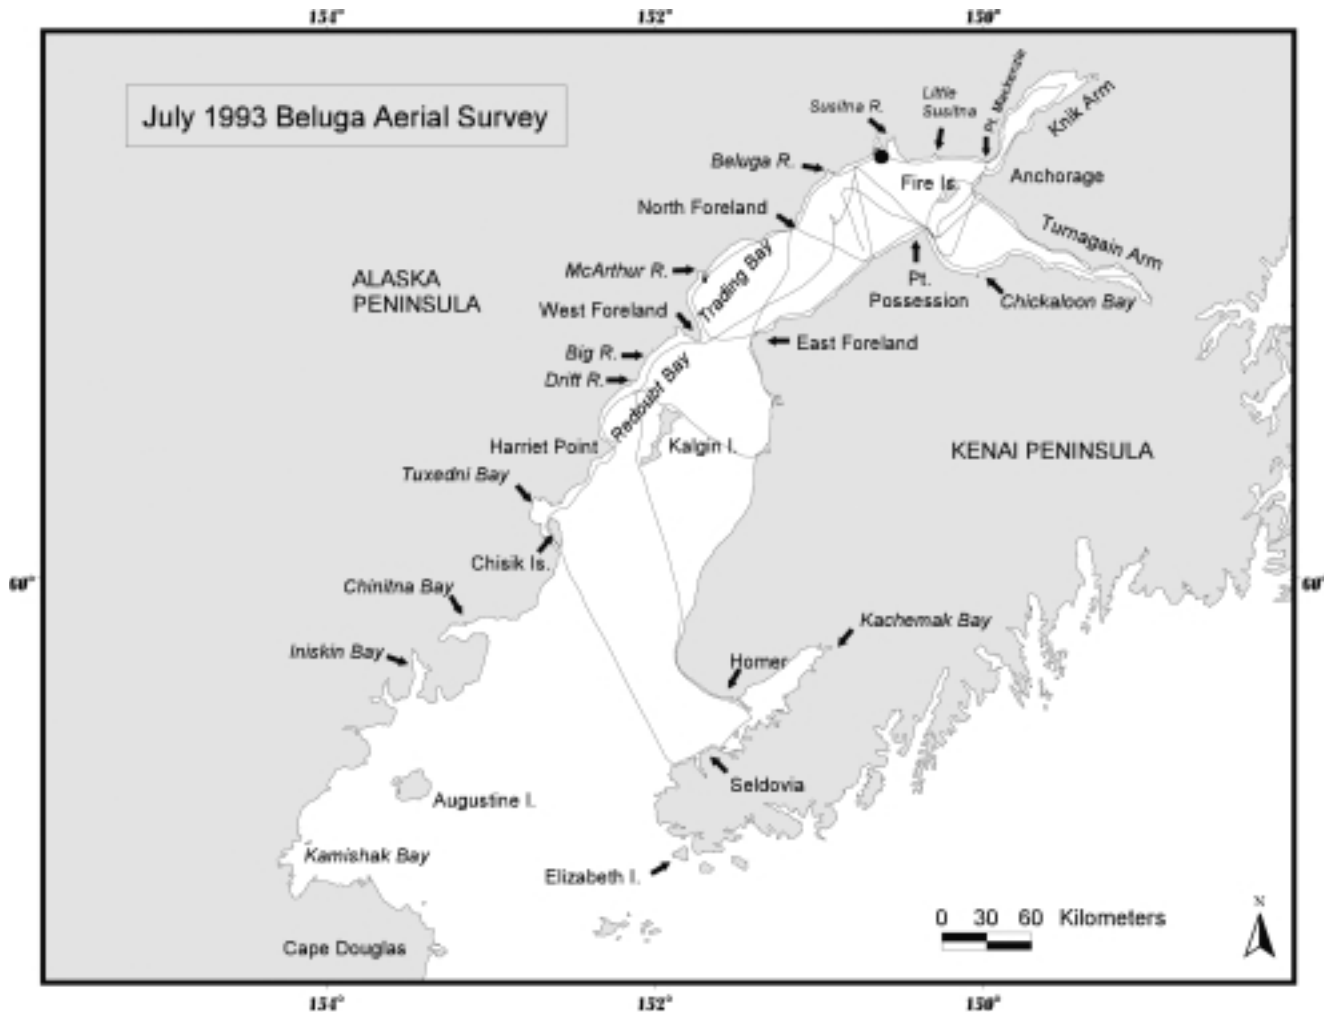 154° 152° 150°
July 1993 Beluga Aerial Survey
Susitna R.
Little
Susitna
Pt. Mackenzie
Knik Arm
Beluga R.
Fire Is.
Anchorage
North Foreland
Turnagain Arm
McArthur R.
Trading Bay
ALASKA
PENINSULA
Pt.
Possession
Chickaloon Bay
West Foreland
East Foreland
Big R.
Drift R.
Redoubt Bay
Harriet Point
Kalgin I.
KENAI PENINSULA
Tuxedni Bay
Chisik Is.
60° 60°
Chinitna Bay
Kachemak Bay
Iniskin Bay
Homer
Seldovia
Augustine I.
Kamishak Bay
Elizabeth I.
N
0 30 60 Kilometers
Cape Douglas
154° 152° 150°